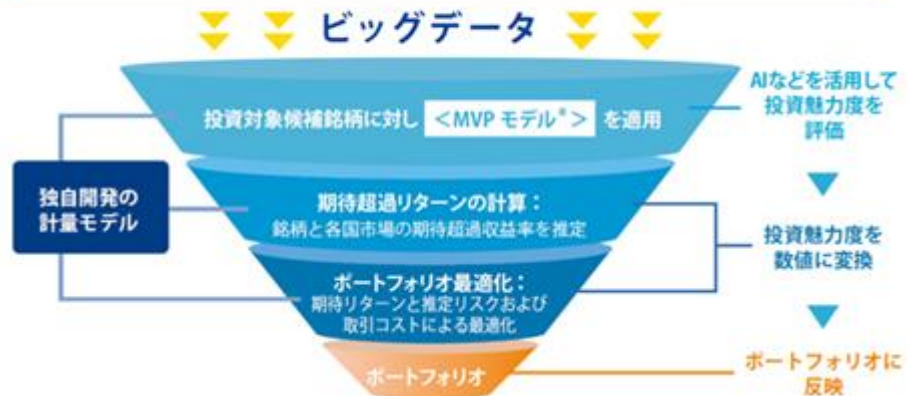 ビッグデータ
投資対象候補銘柄に対し <MVP モデル*> を適用
AIなどを活用して
投資魅力度を
評価
独自開発の
計量モデル
期待超過リターンの計算：
銘柄と各国市場の期待超過収益率を推定
投資魅力度を
数値に変換
ポートフォリオ最適化：
期待リターンと推定リスクおよび
取引コストによる最適化
ポートフォリオ
ポートフォリオに
反映